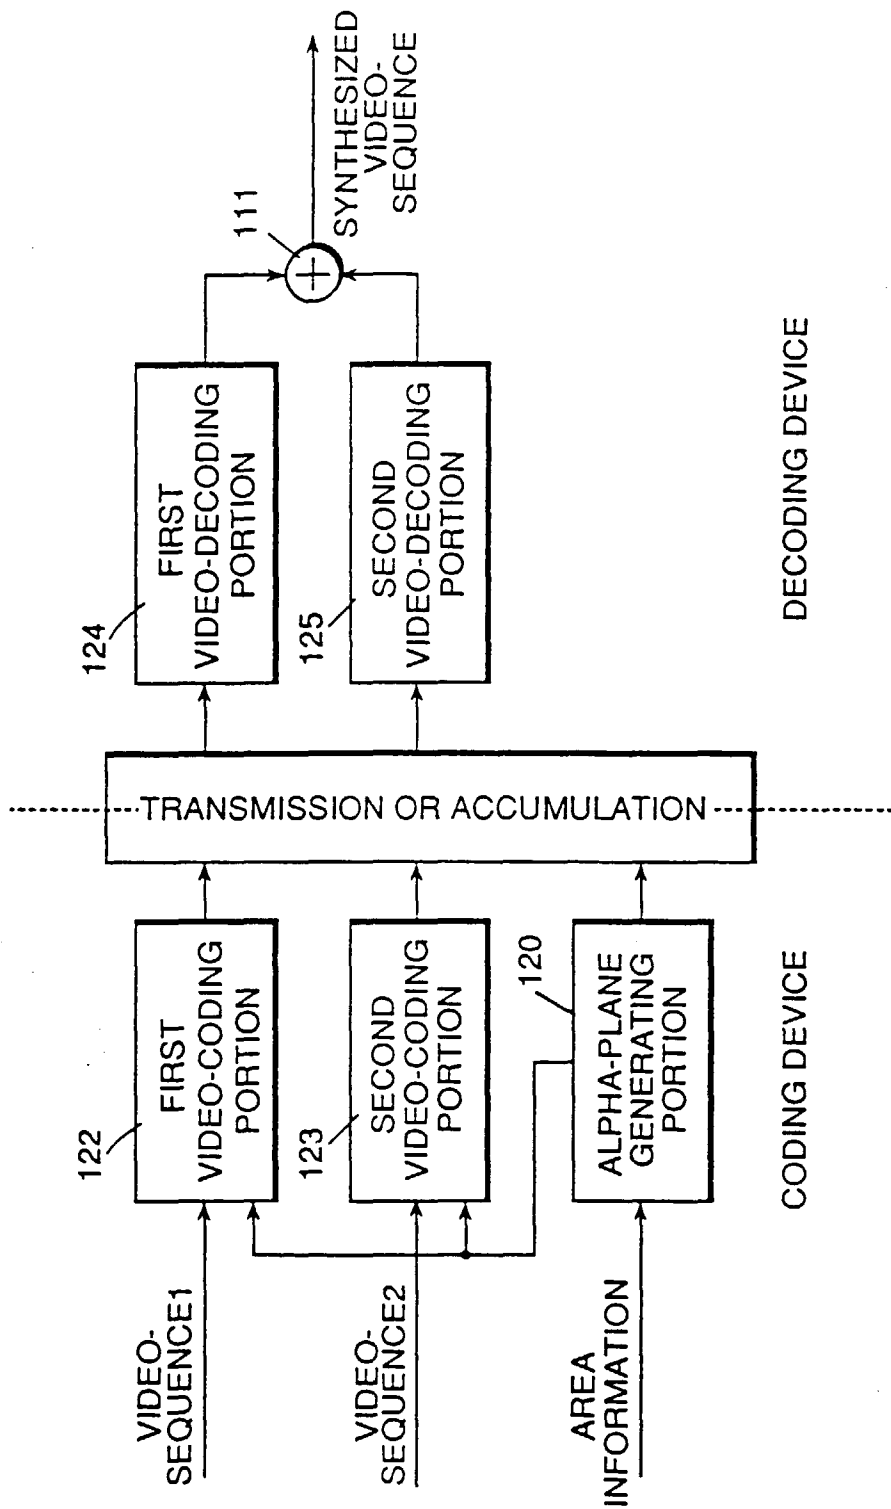 VIDEO-
SEQUENCE1
122
FIRST
VIDEO-CODING
PORTION
124
FIRST
VIDEO-DECODING
PORTION
111
SYNTHESIZED
VIDEO-
SEQUENCE
VIDEO-
SEQUENCE2
123
SECOND
VIDEO-CODING
PORTION
TRANSMISSION OR ACCUMULATION
125
SECOND
VIDEO-DECODING
PORTION
AREA
INFORMATION
120
ALPHA-PLANE
GENERATING
PORTION
CODING DEVICE
DECODING DEVICE